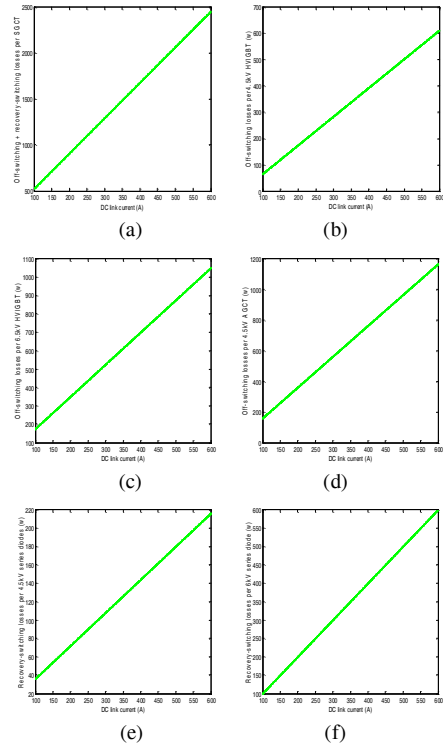 Off-switching + recovery-switching losses per SGCT
2500
2000
1500
1000
500
100 150 200 250 300 350 400 450 500 550 600
DC link current (A)
(a)
Off-switching losses per 4.5kV HVIGBT (w)
700
600
500
400
300
200
100
0
100 150 200 250 300 350 400 450 500 550 600
DC link current (A)
(b)
Off-switching losses per 6.5kV HVIGBT (w)
1100
1000
900
800
700
600
500
400
300
200
100
100 150 200 250 300 350 400 450 500 550 600
DC link current (A)
(c)
Off-switching losses per 4.5kV AGCT (w)
1200
1000
800
600
400
200
0
100 150 200 250 300 350 400 450 500 550 600
DC link current (A)
(d)
Recovery-switching losses per 4.5kV series diodes (w)
220
200
180
160
140
120
100
80
60
40
20
100 150 200 250 300 350 400 450 500 550 600
DC link current (A)
(e)
Recovery-switching losses per 6kV series diode (w)
600
550
500
450
400
350
300
250
200
150
100
100 150 200 250 300 350 400 450 500 550 600
DC link current (A)
(f)